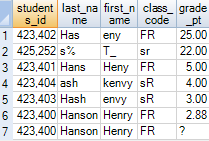 student last_na first_n class_ grade
s_id me ame code _pt
1 423,402 Has eny FR 25.00
2 425,252 s% T_ sr 22.00
3 423,401 Hans Heny FR 5.00
4 423,404 ash kenvy sR 4.00
5 423,403 Hash envy sR 3.00
6 423,400 Hanson Henry FR 2.88
7 423,400 Hanson Henry FR ?